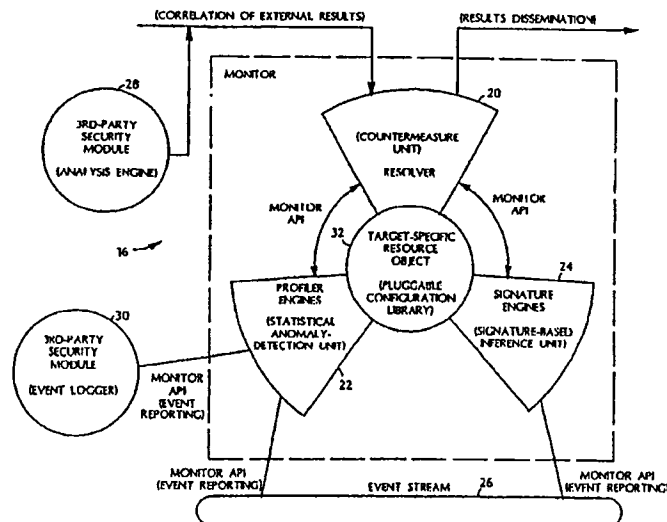 (CORRELATION OF EXTERNAL RESULTS)
(RESULTS DISSEMINATION)
MONITOR
28
3RD-PARTY
SECURITY
MODULE
(ANALYSIS ENGINE)
20
(COUNTERMEASURE
UNIT)
RESOLVER
MONITOR
API
MONITOR
API
16
32
TARGET-SPECIFIC
RESOURCE
OBJECT
(PLUGGABLE
CONFIGURATION
LIBRARY)
24
PROFILER
ENGINES
(STATISTICAL
ANOMALY-
DETECTION UNIT)
22
SIGNATURE
ENGINES
(SIGNATURE-BASED
INFERENCE UNIT)
30
3RD-PARTY
SECURITY
MODULE
(EVENT LOGGER)
MONITOR
API
(EVENT
REPORTING)
MONITOR API
(EVENT REPORTING)
MONITOR API
(EVENT REPORTING)
EVENT STREAM
26